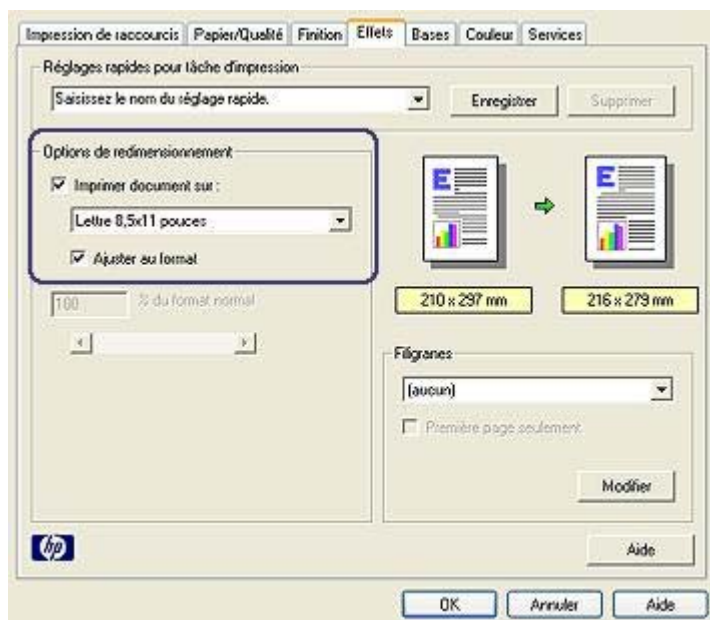 Impression de raccourcis Papier/Qualité Finition Effets Bases Couleur Services
Réglages rapides pour tâche d'impression
Saisissez le nom du réglage rapide. Enregistrer Supprimer
Options de redimensionnement
Imprimer document sur :
Lettre 8,5x11 pouces
Ajuster au format
100 % du format normal
E E
210 x 297 mm 216 x 279 mm
Filigranes
(aucun)
Première page seulement
Modifier
hp
Aide
OK Annuler Aide